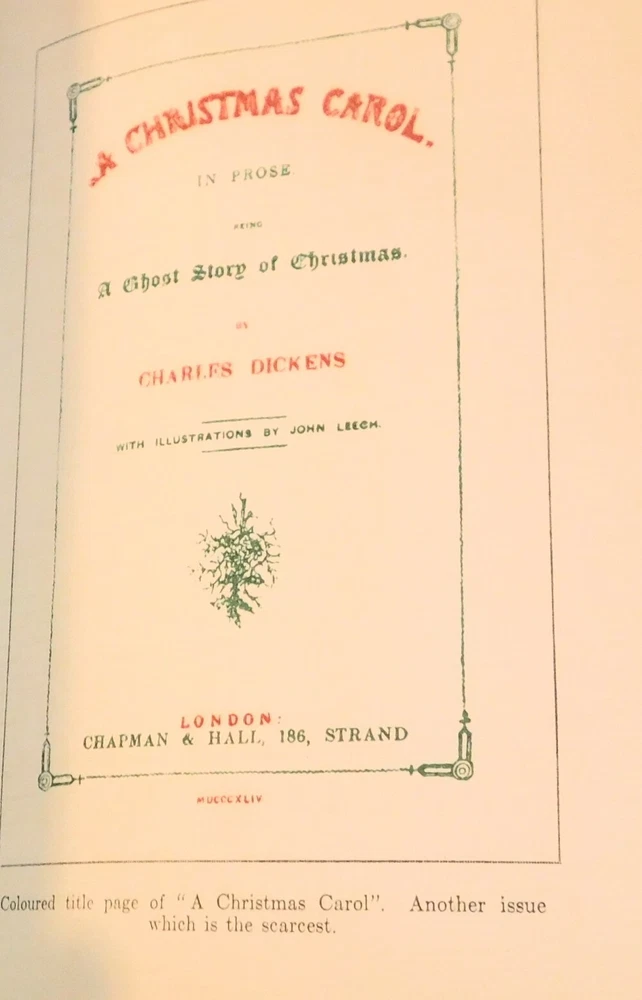 A CHRISTMAS CAROL.
IN PROSE.
BEING
A Ghost Story of Christmas.
BY
CHARLES DICKENS
WITH ILLUSTRATIONS BY JOHN LEECH.
LONDON:
CHAPMAN & HALL, 186, STRAND
MDCCCXLIV
Coloured title page of "A Christmas Carol". Another issue
which is the scarcest.